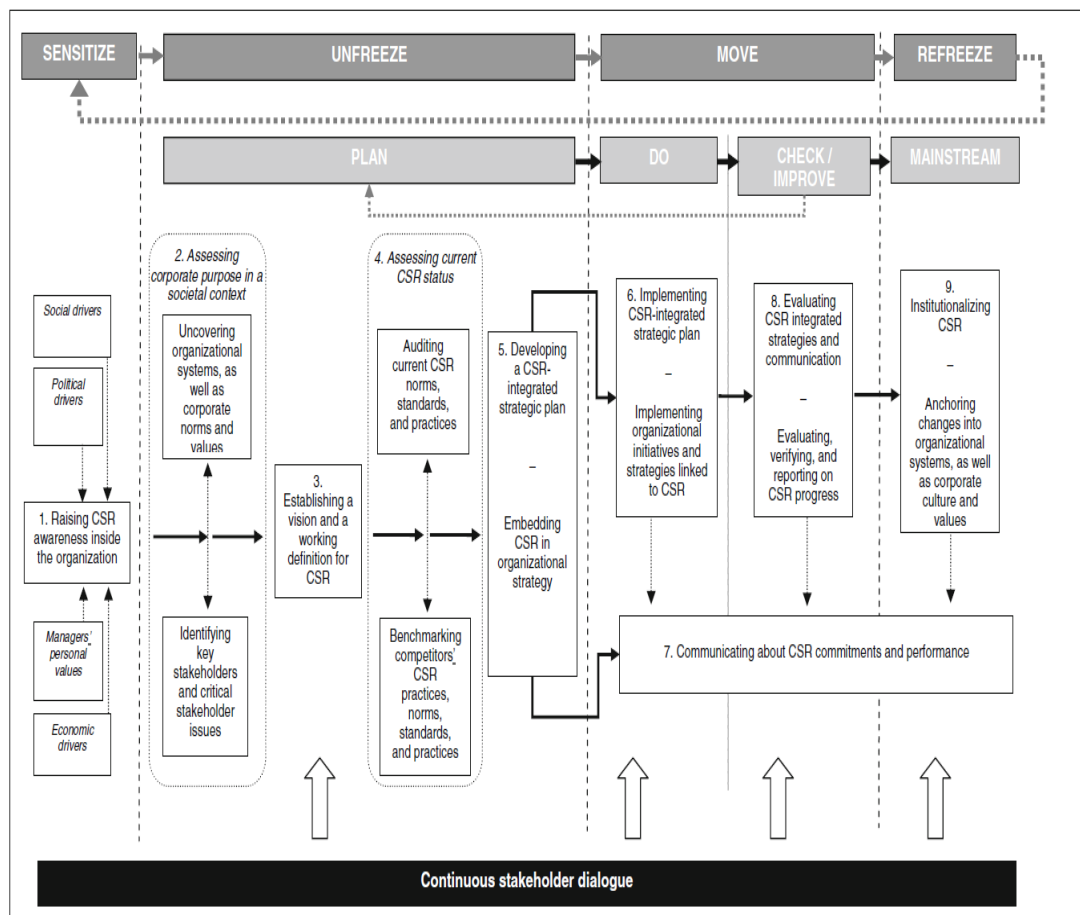 SENSITIZE
UNFREEZE
MOVE
REFREEZE
PLAN
DO
CHECK /
IMPROVE
MAINSTREAM
2. Assessing
corporate purpose in a
societal context
4. Assessing current
CSR status
Social drivers
Political
drivers
1. Raising CSR
awareness inside
the organization
Managers'
personal values
Economic
drivers
Uncovering
organizational
systems, as
well as
corporate
norms and
values
Identifying
key
stakeholders
and critical
stakeholder
issues
3.
Establishing a
vision and a
working
definition for
CSR
Auditing
current CSR
norms,
standards,
and practices
Benchmarking
competitors'
CSR
practices,
norms,
standards,
and practices
5. Developing
a CSR-
integrated
strategic plan
–
Embedding
CSR in
organizational
strategy
6. Implementing
CSR-integrated
strategic plan
–
Implementing
organizational
initiatives and
strategies linked
to CSR
8. Evaluating
CSR integrated
strategies and
communication
–
Evaluating,
verifying, and
reporting on
CSR progress
9.
Institutionalizing
CSR
–
Anchoring
changes into
organizational
systems, as well
as corporate
culture and
values
7. Communicating about CSR commitments and performance
Continuous stakeholder dialogue